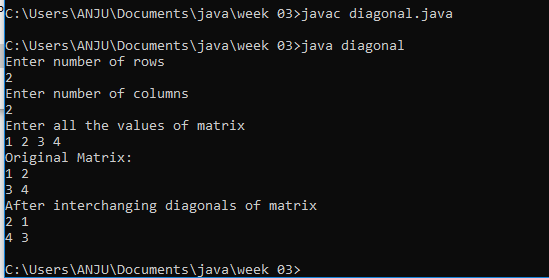 C:\Users\ANJU\Documents\java\week 03>javac diagonal.java
C:\Users\ANJU\Documents\java\week 03>java diagonal
Enter number of rows
2
Enter number of columns
2
Enter all the values of matrix
1 2 3 4
Original Matrix:
1 2
3 4
After interchanging diagonals of matrix
2 1
4 3
C:\Users\ANJU\Documents\java\week 03>